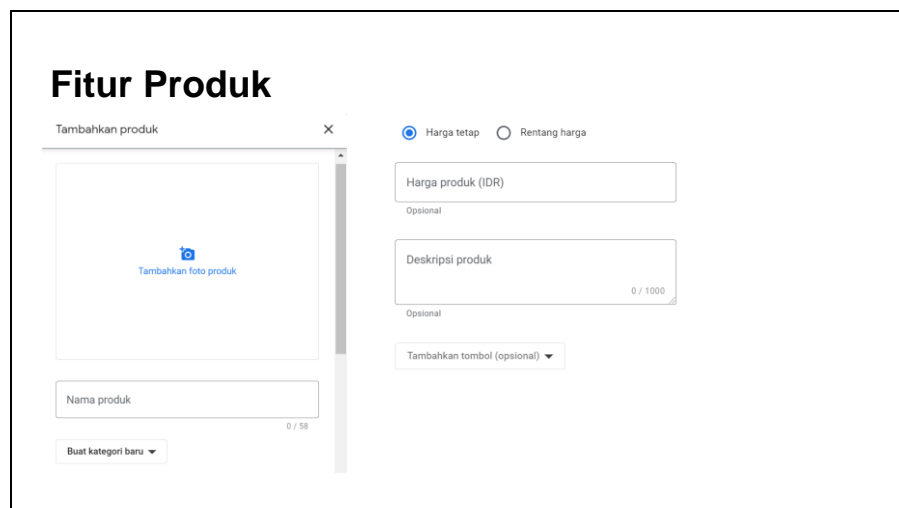 Fitur Produk
Tambahkan produk
Tambahkan foto produk
Nama produk
0 / 58
Buat kategori baru
Harga tetap
Rentang harga
Harga produk (IDR)
Opsional
Deskripsi produk
0 / 1000
Opsional
Tambahkan tombol (opsional)